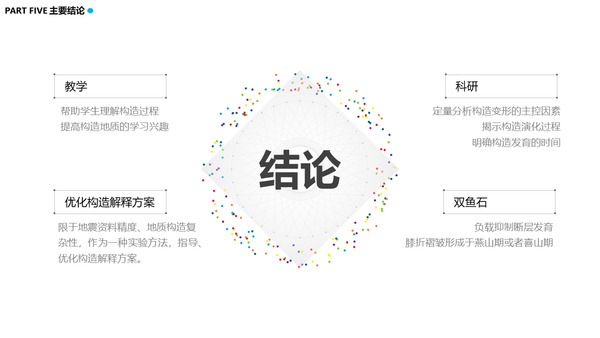 PART FIVE 主要结论
教学
帮助学生理解构造过程
提高构造地质的学习兴趣
科研
定量分析构造变形的主控因素
揭示构造演化过程
明确构造发育的时间
结论
优化构造解释方案
限于地震资料精度、地质构造复
杂性，作为一种实验方法，指导、
优化构造解释方案。
双鱼石
负载抑制断层发育
膝折褶皱形成于燕山期或者喜山期